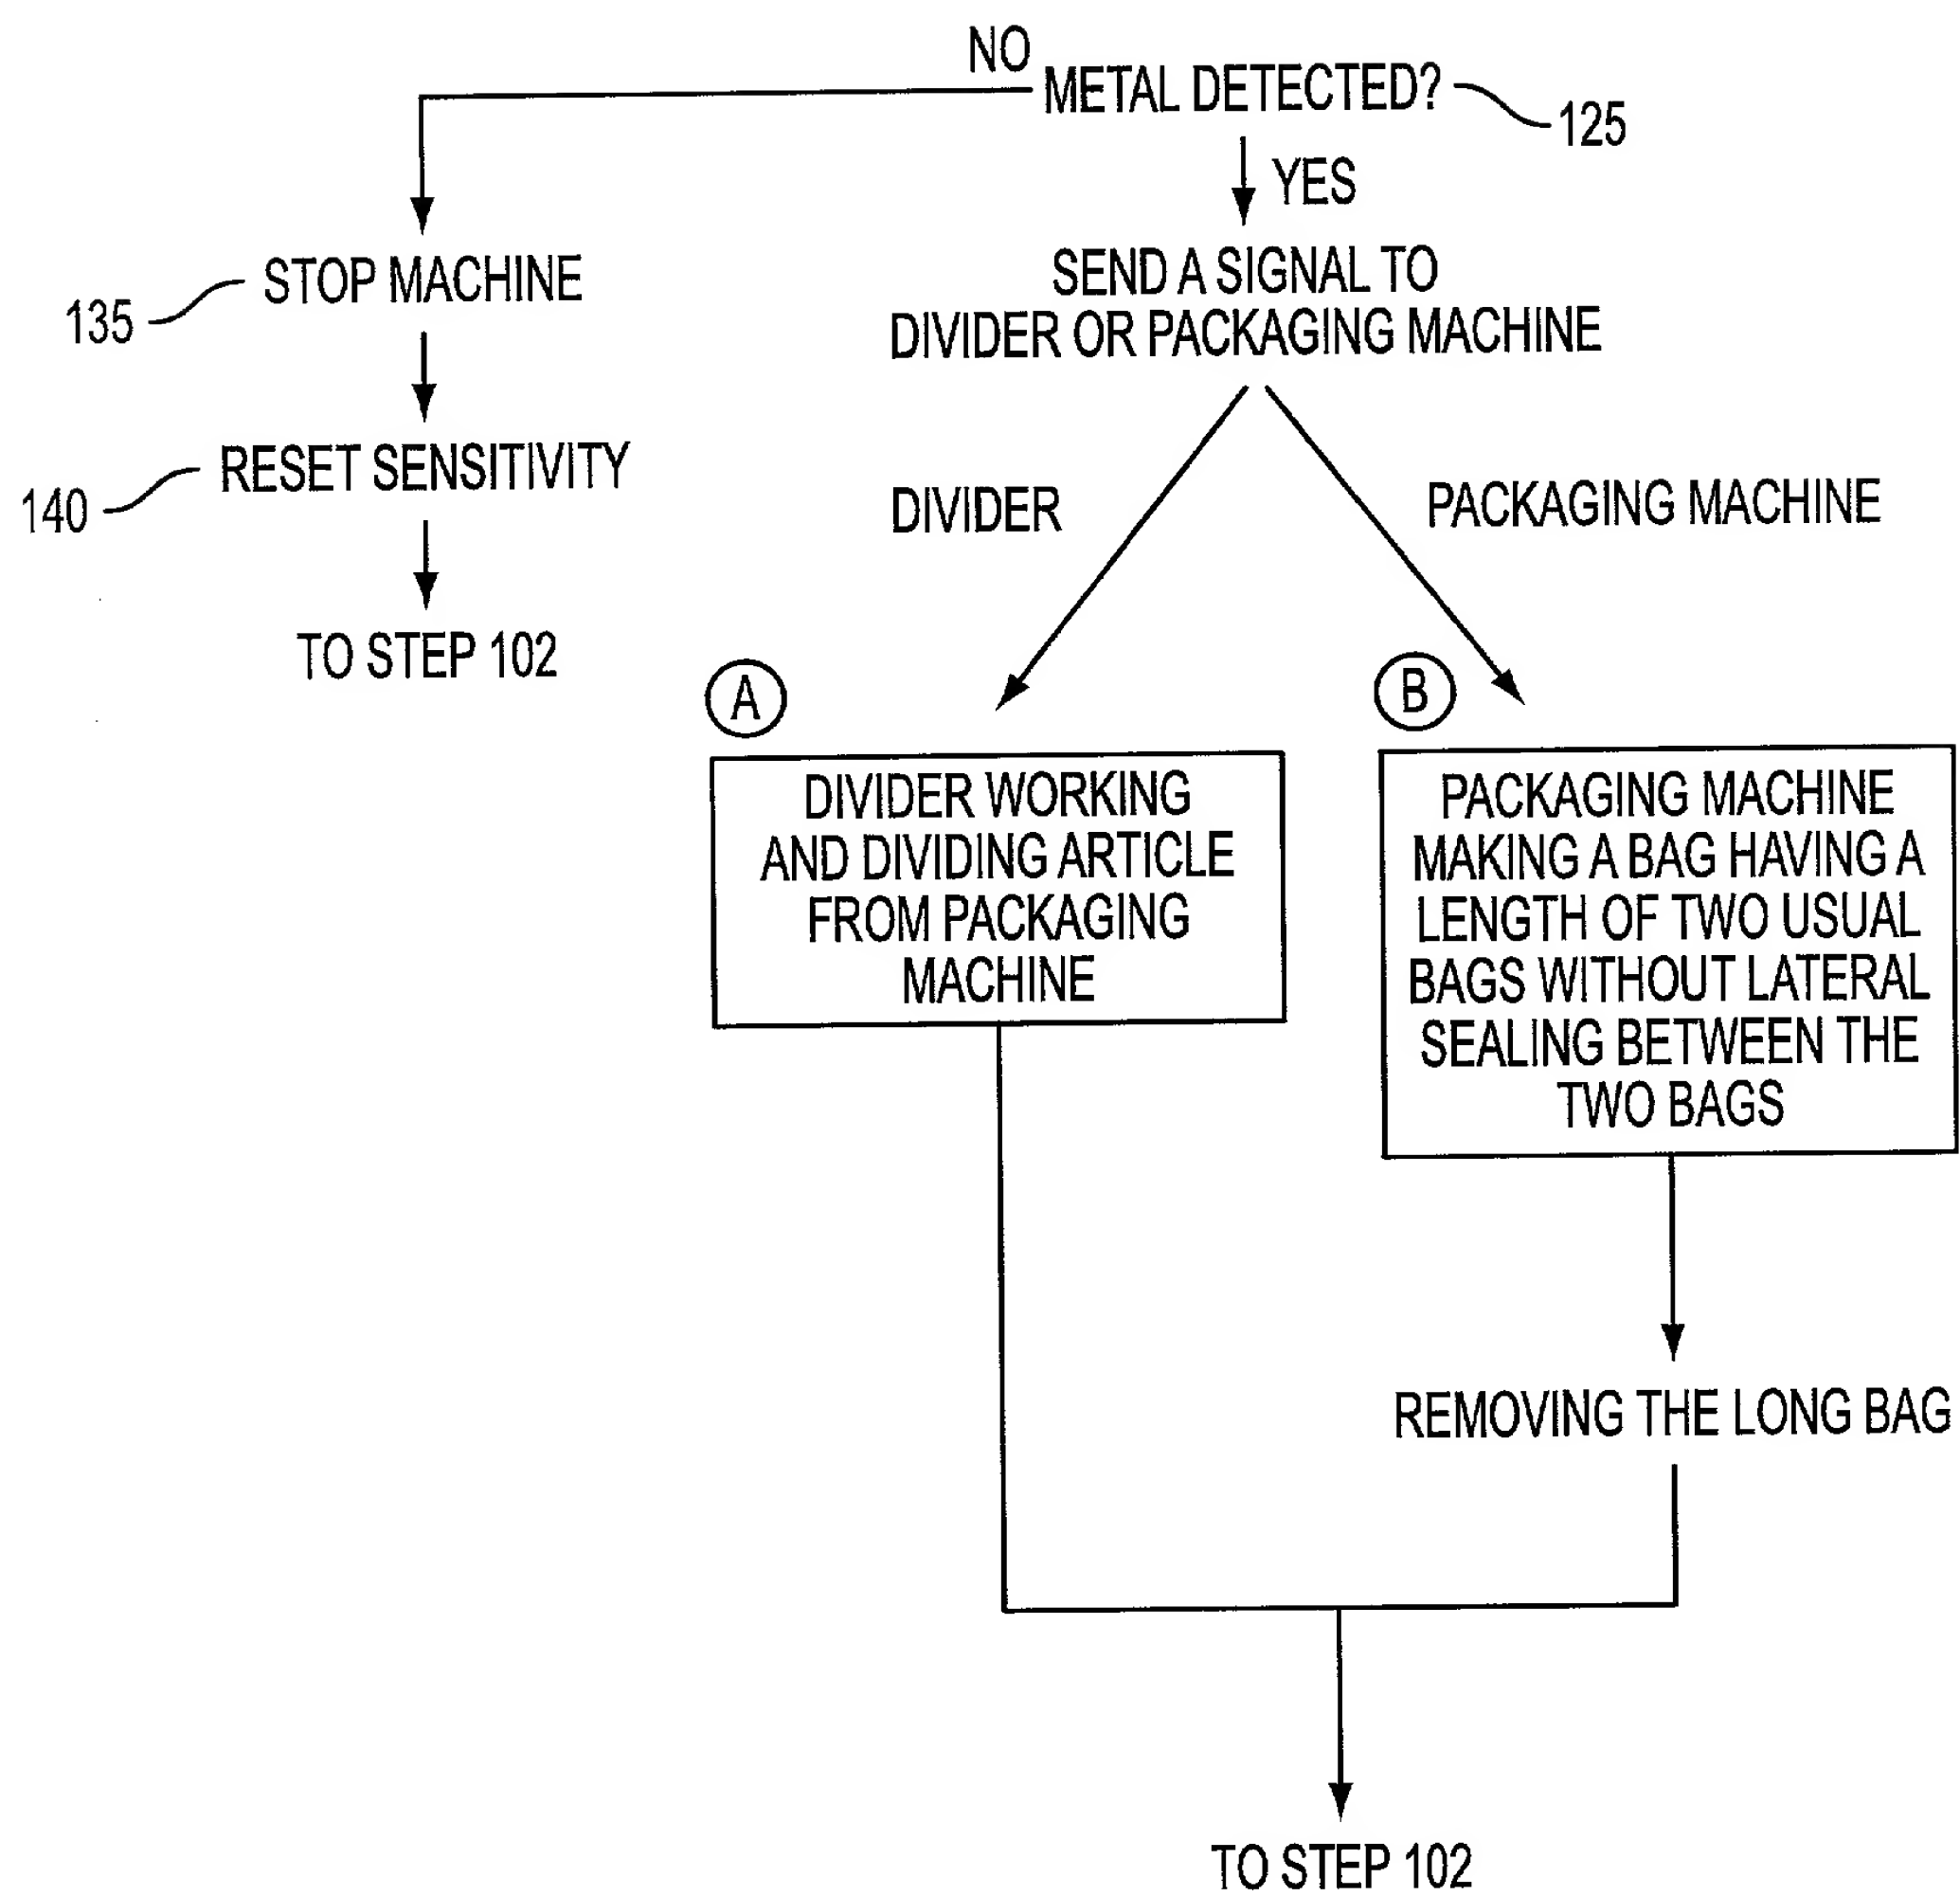 NO
METAL DETECTED?
125
YES
STOP MACHINE
135
SEND A SIGNAL TO
DIVIDER OR PACKAGING MACHINE
RESET SENSITIVITY
140
DIVIDER
PACKAGING MACHINE
TO STEP 102
A
B
DIVIDER WORKING
AND DIVIDING ARTICLE
FROM PACKAGING
MACHINE
PACKAGING MACHINE
MAKING A BAG HAVING A
LENGTH OF TWO USUAL
BAGS WITHOUT LATERAL
SEALING BETWEEN THE
TWO BAGS
REMOVING THE LONG BAG
TO STEP 102